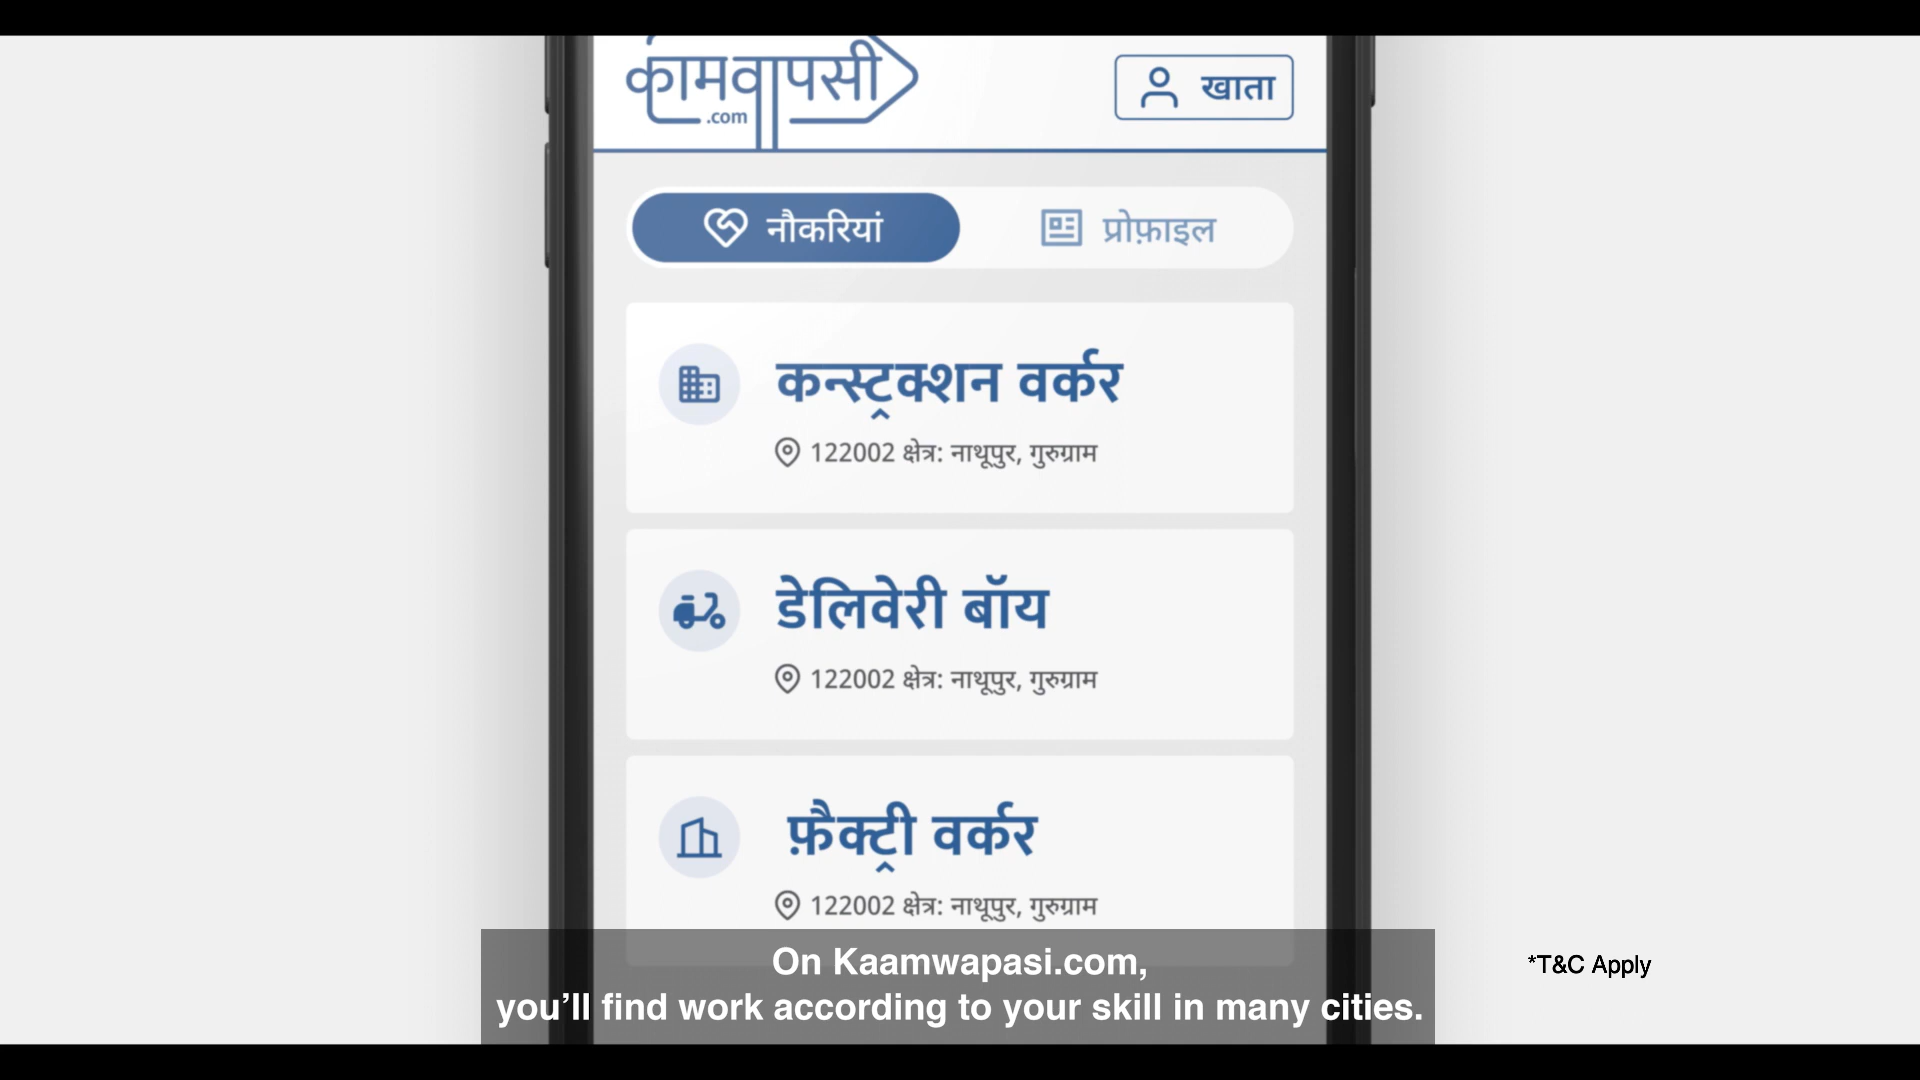 कामवापसी
.com
खाता
नौकरियां
प्रोफ़ाइल
कन्स्ट्रक्शन वर्कर
122002 क्षेत्र: नाथूपुर, गुरुग्राम
डेलिवेरी बॉय
122002 क्षेत्र: नाथूपुर, गुरुग्राम
फ़ैक्ट्री वर्कर
122002 क्षेत्र: नाथूपुर, गुरुग्राम
On Kaamwapasi.com,
you’ll find work according to your skill in many cities.
*T&C Apply